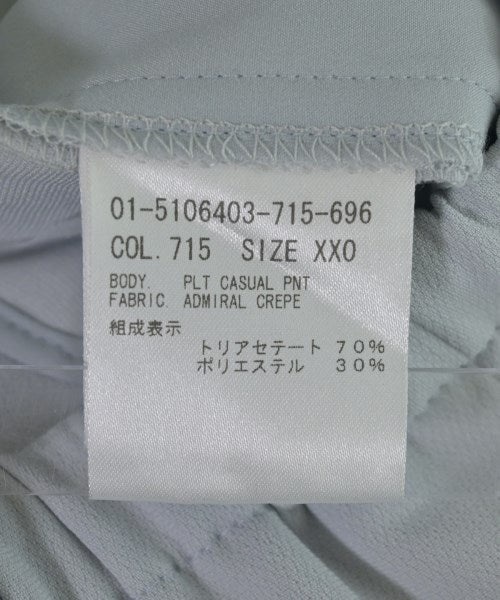 01-5106403-715-696
COL. 715 SIZE XXO
BODY. PLT CASUAL PNT
FABRIC. ADMIRAL CREPE
組成表示
トリアセテート 70%
ポリエステル 30%